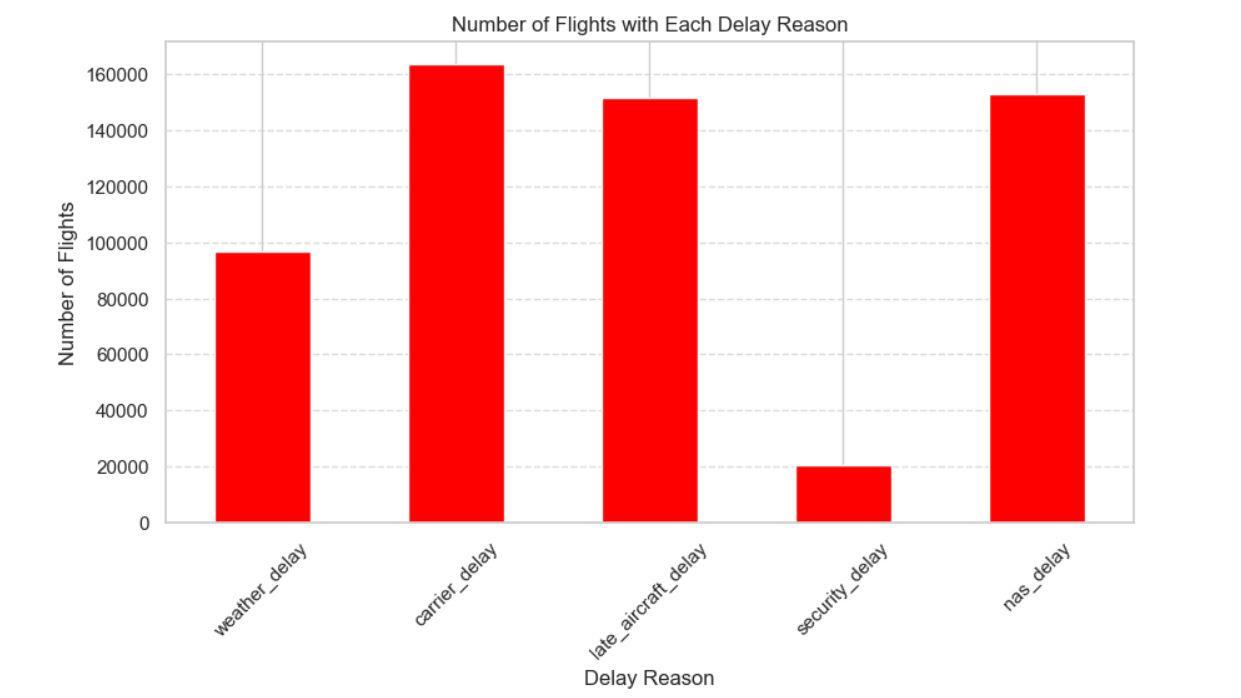 Number of Flights with Each Delay Reason
160000
140000
120000
100000
80000
60000
40000
20000
0
Number of Flights
weather_delay
carrier_delay
late_aircraft_delay
security_delay
nas_delay
Delay Reason